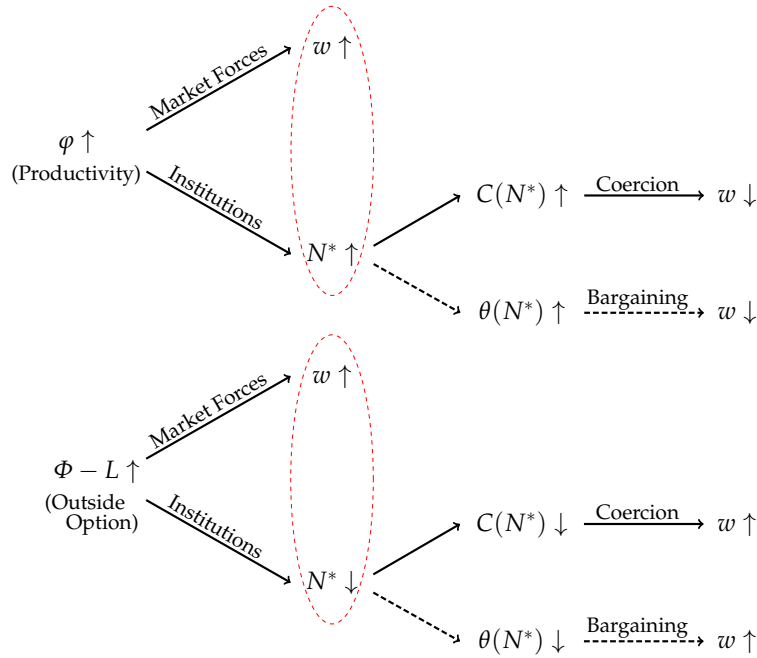 w ↑
Market Forces
φ ↑
(Productivity)
Institutions
C(N*) ↑ Coercion w ↓
N* ↑
θ(N*) ↑ Bargaining w ↓
w ↑
Market Forces
Φ − L ↑
(Outside
Option)
Institutions
C(N*) ↓ Coercion w ↑
N* ↓
θ(N*) ↓ Bargaining w ↑